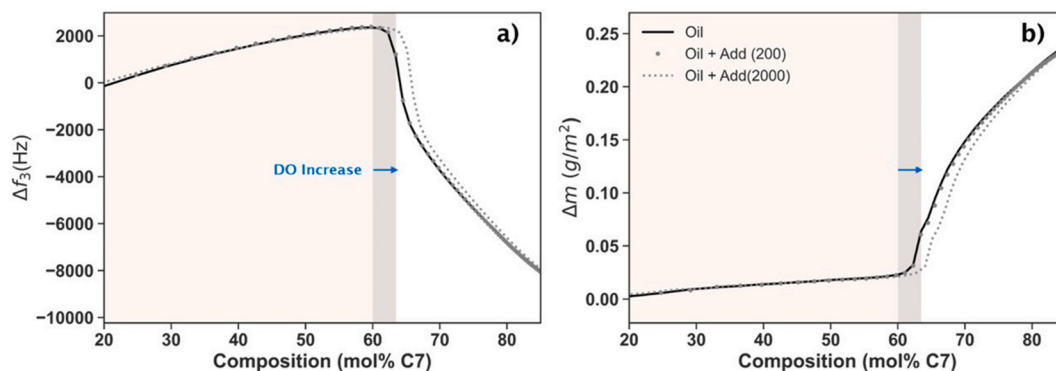 a)
2000
0
−2000
−4000
−6000
−8000
−10000
Δf₃(Hz)
DO Increase
20 30 40 50 60 70 80
Composition (mol% C7)
b)
Oil
Oil + Add (200)
Oil + Add(2000)
0.25
0.20
0.15
0.10
0.05
0.00
Δm (g/m²)
20 30 40 50 60 70 80
Composition (mol% C7)